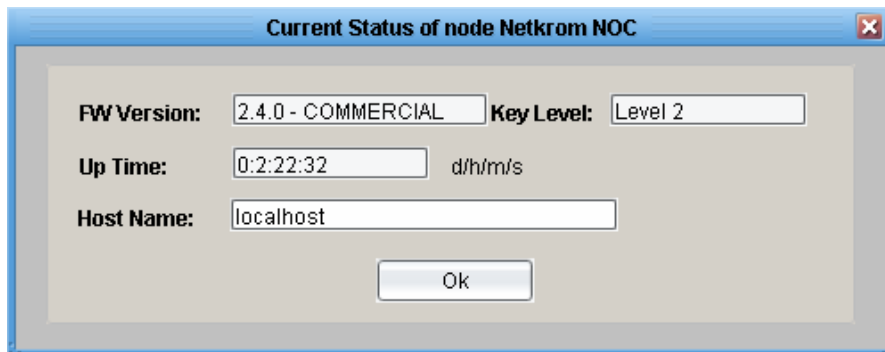 Current Status of node Netkrom NOC
FW Version: 2.4.0 - COMMERCIAL Key Level: Level 2
Up Time: 0:2:22:32 d/h/m/s
Host Name: localhost
Ok